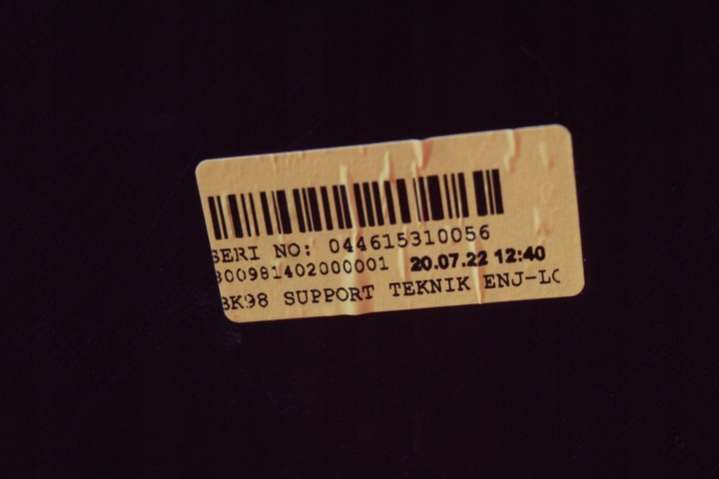 SERI NO: 044615310056
300981402000001 20.07.22 12:40
BK98 SUPPORT TEKNIK ENJ-LC